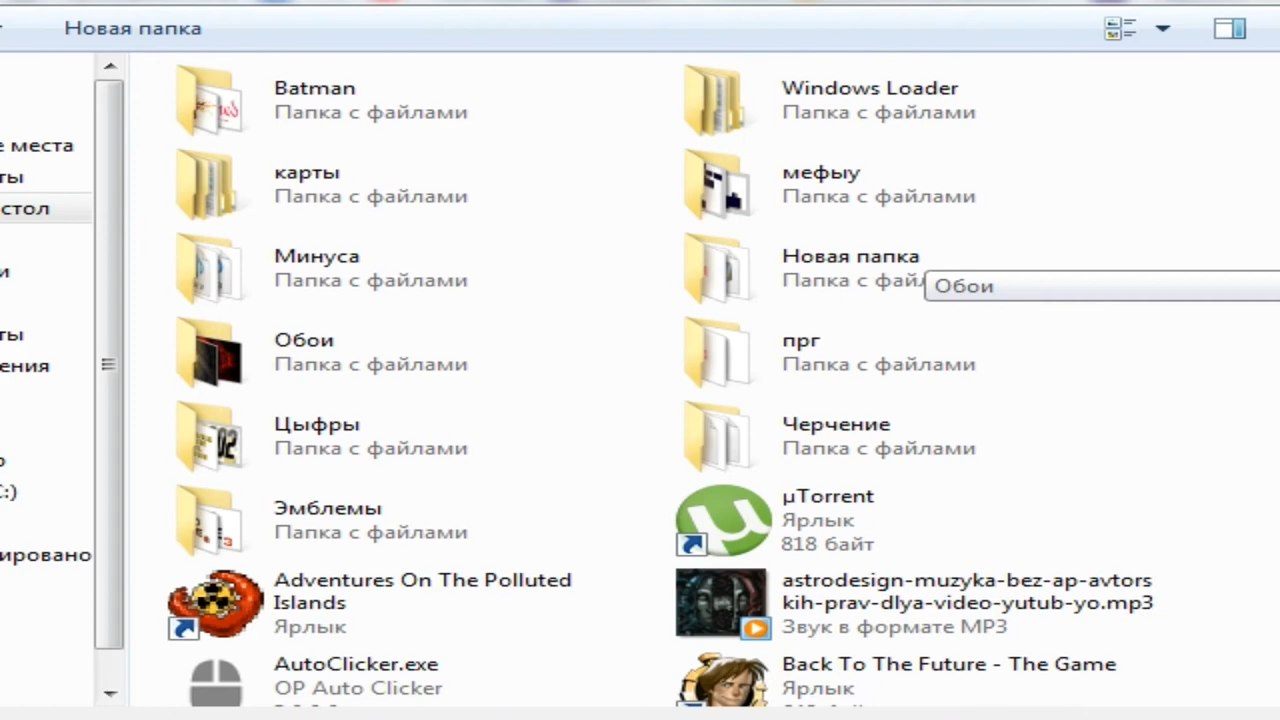 Новая папка
е места
ты
стол
и
ты
ения
о
C:)
ировано
Batman
Папка с файлами
Windows Loader
Папка с файлами
карты
Папка с файлами
мефыу
Папка с файлами
Минуса
Папка с файлами
Новая папка
Папка с файл
Обои
Обои
Папка с файлами
прг
Папка с файлами
Цыфры
Папка с файлами
Черчение
Папка с файлами
Эмблемы
Папка с файлами
µTorrent
Ярлык
818 байт
Adventures On The Polluted
Islands
Ярлык
astrodesign-muzyka-bez-ap-avtors
kih-prav-dlya-video-yutub-yo.mp3
Звук в формате MP3
AutoClicker.exe
OP Auto Clicker
Back To The Future - The Game
Ярлык